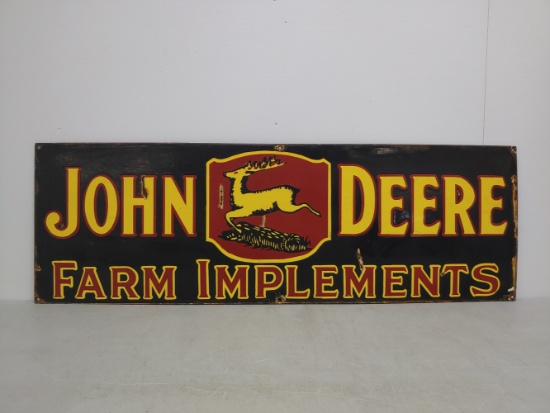 JOHN DEERE
FARM IMPLEMENTS